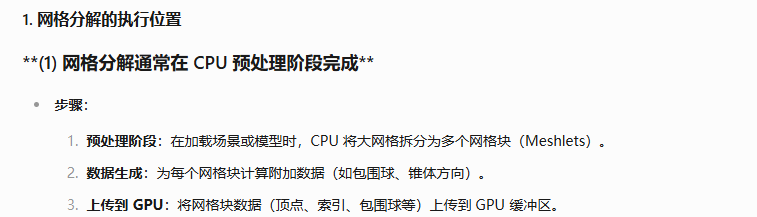 1. 网格分解的执行位置
**(1) 网格分解通常在 CPU 预处理阶段完成**
• 步骤：
1. 预处理阶段：在加载场景或模型时，CPU 将大网格拆分为多个网格块（Meshlets）。
2. 数据生成：为每个网格块计算附加数据（如包围球、锥体方向）。
3. 上传到 GPU：将网格块数据（顶点、索引、包围球等）上传到 GPU 缓冲区。